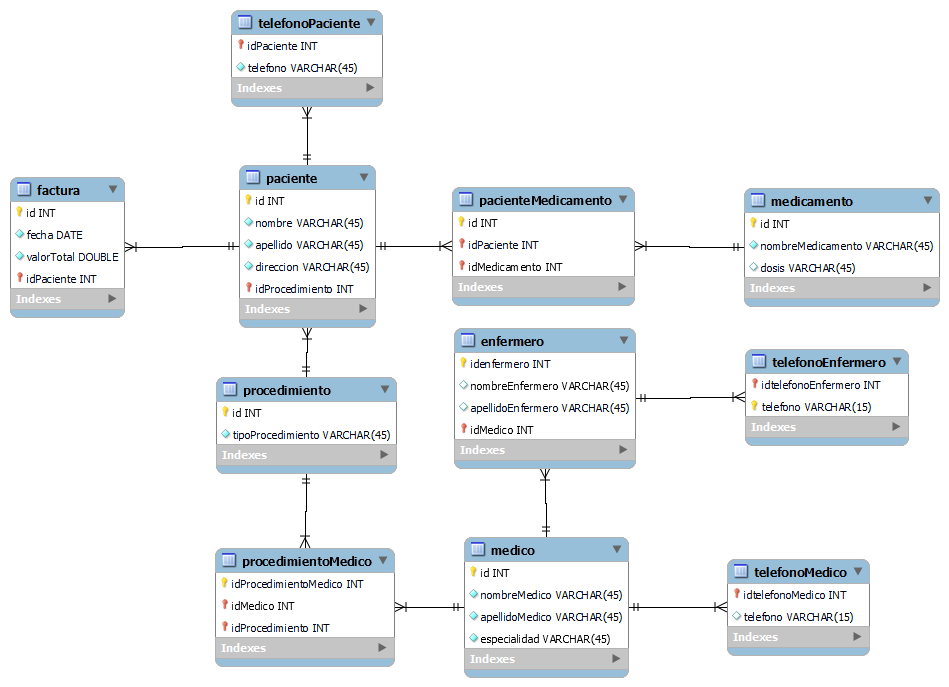 telefonoPaciente
idPaciente INT
telefono VARCHAR(45)
Indexes
factura
id INT
fecha DATE
valorTotal DOUBLE
idPaciente INT
Indexes
paciente
id INT
nombre VARCHAR(45)
apellido VARCHAR(45)
direccion VARCHAR(45)
idProcedimiento INT
Indexes
pacienteMedicamento
id INT
idPaciente INT
idMedicamento INT
Indexes
medicamento
id INT
nombreMedicamento VARCHAR(45)
dosis VARCHAR(45)
Indexes
procedimiento
id INT
tipoProcedimiento VARCHAR(45)
Indexes
enfermero
idenfermero INT
nombreEnfermero VARCHAR(45)
apellidoEnfermero VARCHAR(45)
idMedico INT
Indexes
telefonoEnfermero
idtelefonoEnfermero INT
telefono VARCHAR(15)
Indexes
procedimientoMedico
idProcedimientoMedico INT
idMedico INT
idProcedimiento INT
Indexes
medico
id INT
nombreMedico VARCHAR(45)
apellidoMedico VARCHAR(45)
especialidad VARCHAR(45)
Indexes
telefonoMedico
idtelefonoMedico INT
telefono VARCHAR(15)
Indexes